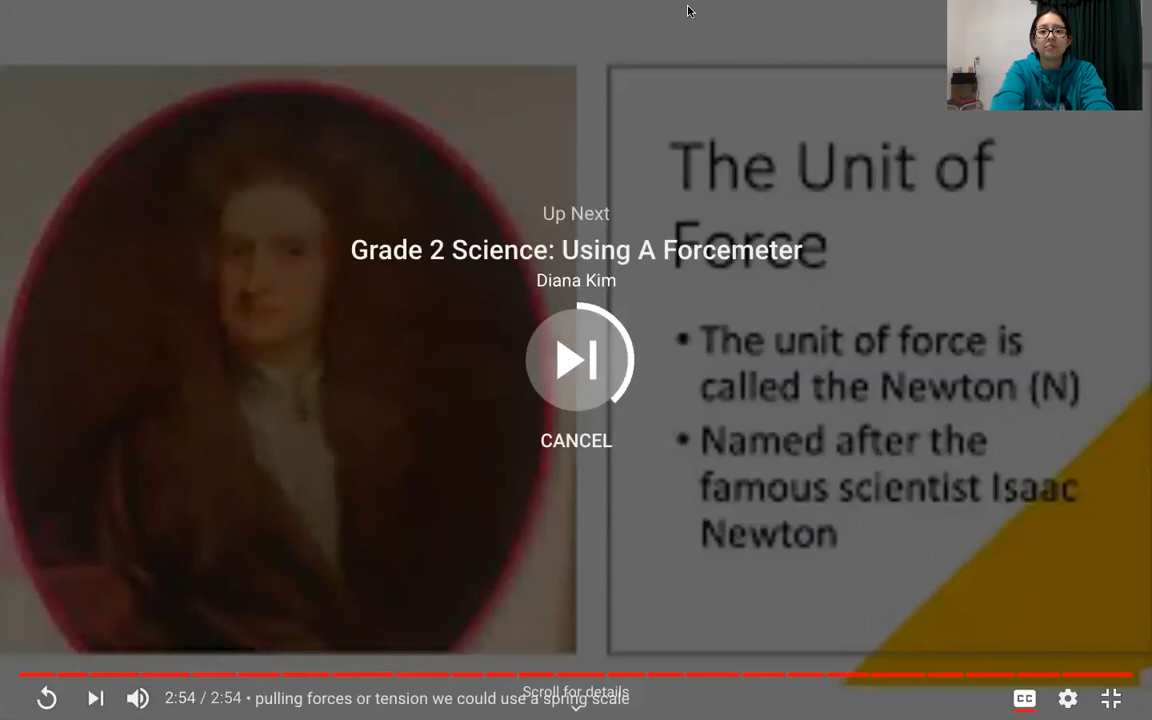 The Unit of
Force
Up Next
Grade 2 Science: Using A Forcemeter
Diana Kim
CANCEL
• The unit of force is
called the Newton (N)
• Named after the
famous scientist Isaac
Newton
Scroll for details
2:54 / 2:54 • pulling forces or tension we could use a spring scale
CC